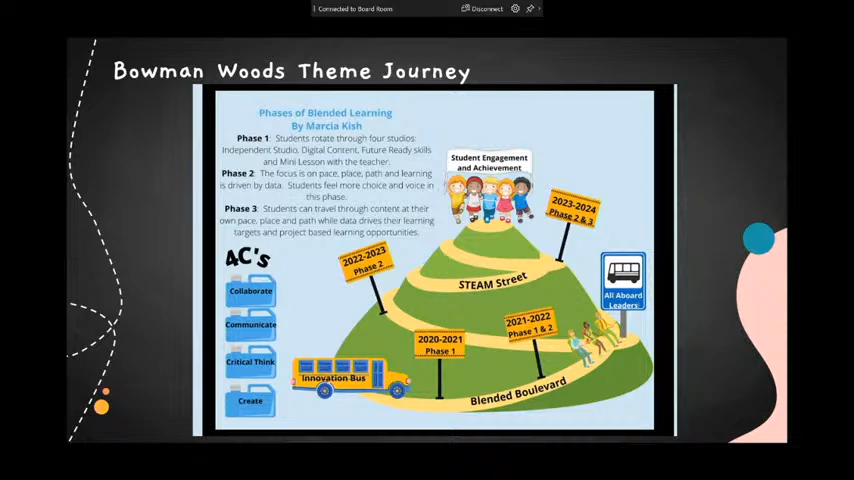 Connected to Board Room
Disconnect
Bowman Woods Theme Journey
Phases of Blended Learning
By Marcia Kish
Phase 1: Students rotate through four studios:
Independent Studio, Digital Content, Future Ready skills
and Mini Lesson with the teacher.
Phase 2: The focus is on pace, place, path and learning
is driven by data. Students feel more choice and voice in
this phase.
Phase 3: Students can travel through content at their
own pace, place and path while data drives their learning
targets and project based learning opportunities.
4C's
Collaborate
Communicate
Critical Think
Create
Student Engagement
and Achievement
2023-2024
Phase 2 & 3
2022-2023
Phase 2
STEAM Street
All Aboard
Leaders
2021-2022
Phase 1 & 2
2020-2021
Phase 1
Innovation Bus
Blended Boulevard